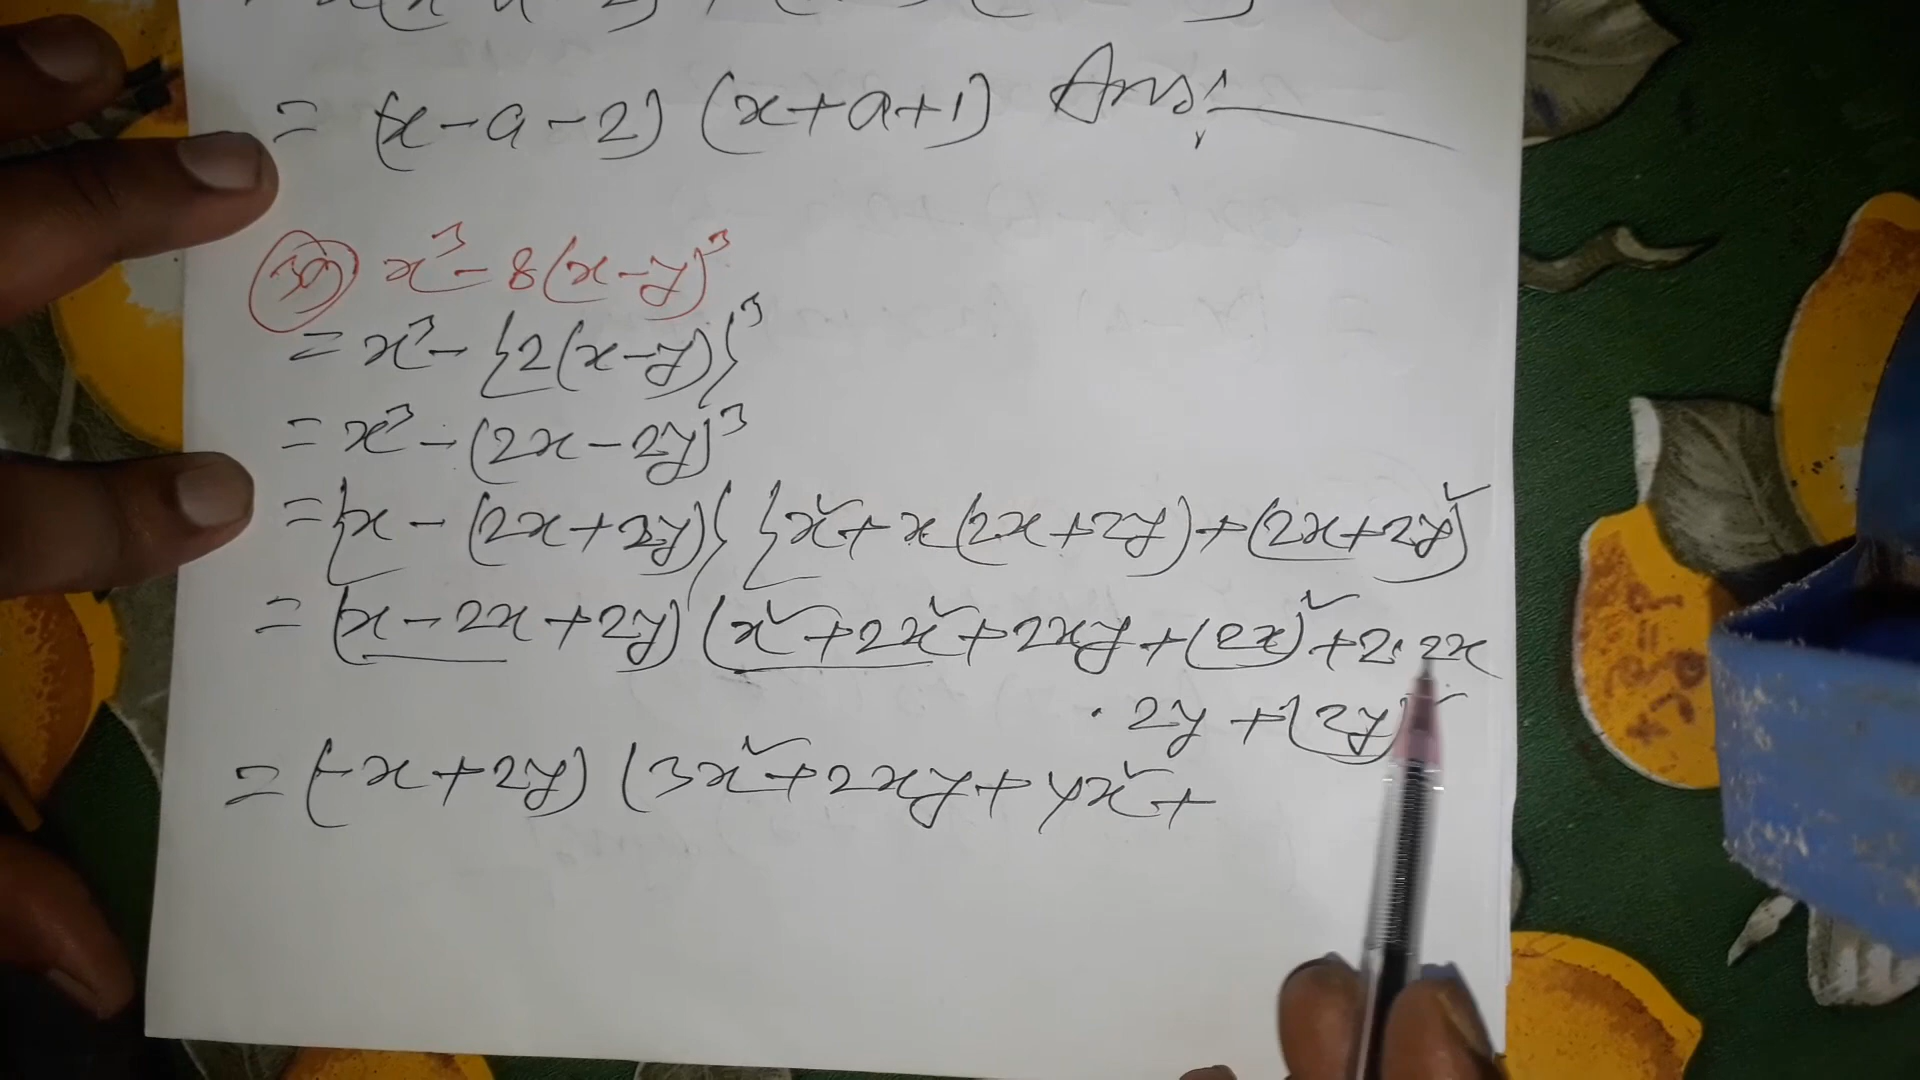 = (x-a-2) (x+a+1) Ans:
x³-8(x-y)³
= x³-{2(x-y)}³
= x³-(2x-2y)³
= {x-(2x+2y)} {x²+x(2x+2y)+(2x+2y)²
= (x-2x+2y) (x²+2x²+2xy+(2x)²+2.2x
. 2y+(2y)²
= (-x+2y) (3x²+2xy+4x²+